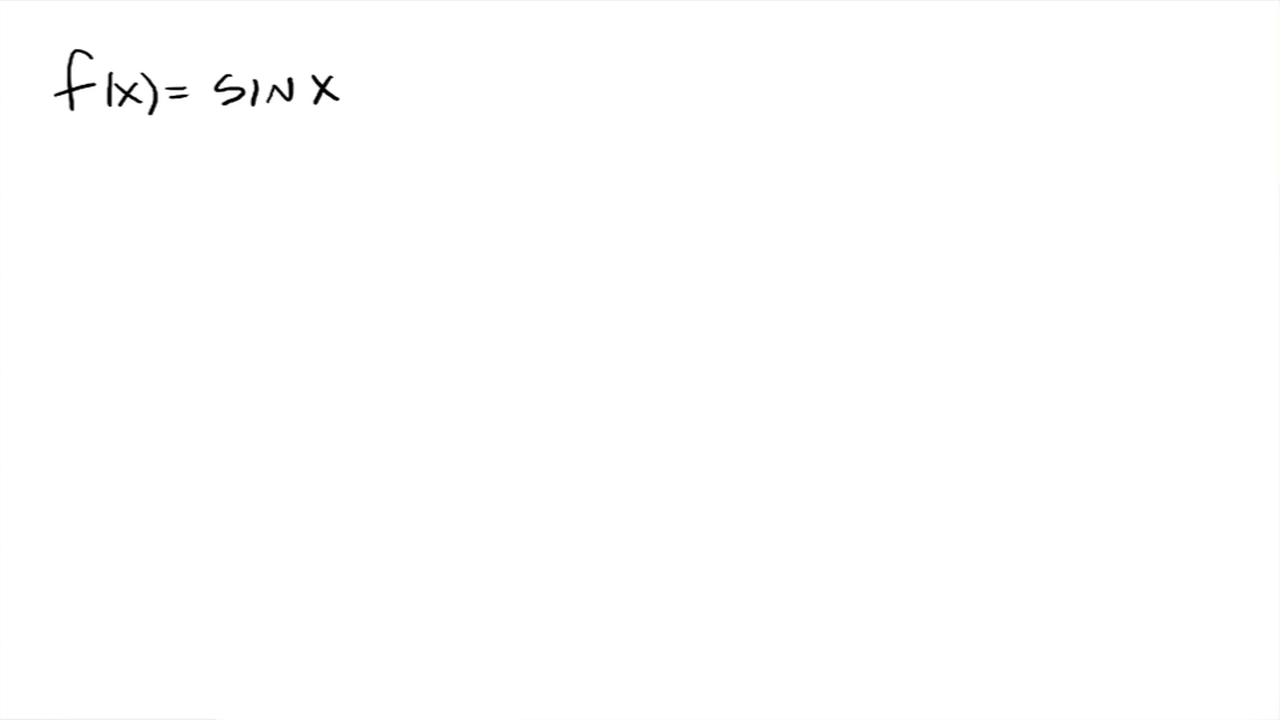 f(x) = SIN X